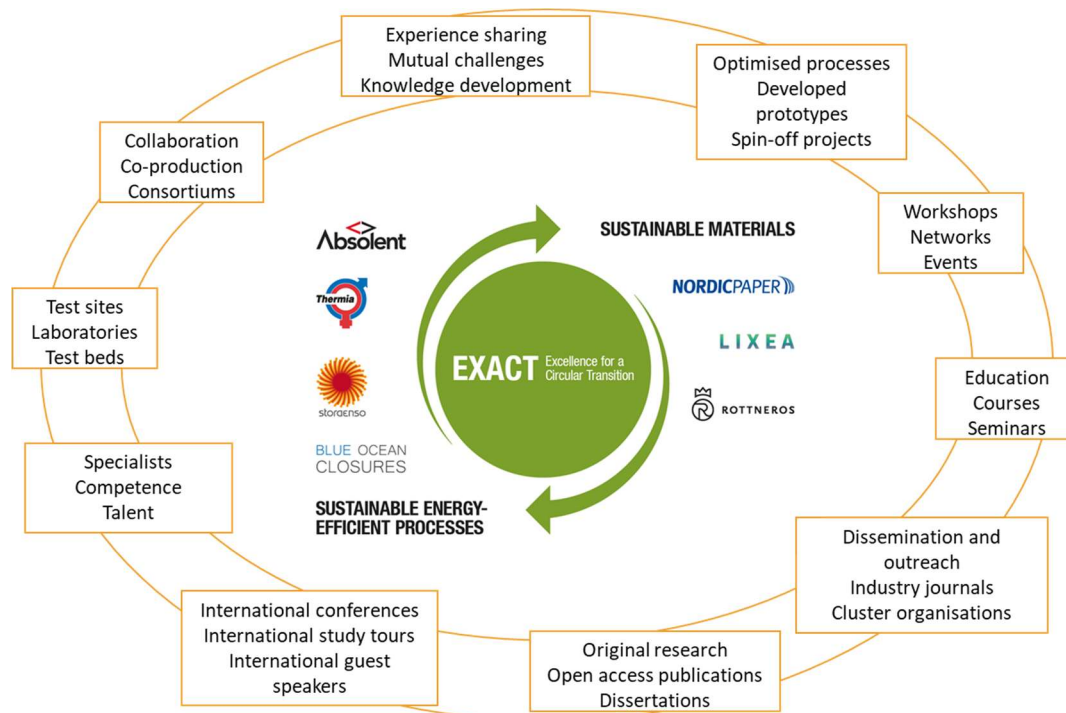 Experience sharing
Mutual challenges
Knowledge development
Optimised processes
Developed
prototypes
Spin-off projects
Collaboration
Co-production
Consortiums
Workshops
Networks
Events
Absolent
SUSTAINABLE MATERIALS
Thermia
NORDICPAPER
Test sites
Laboratories
Test beds
LIXEA
EXACT Excellence for a
Circular Transition
Education
Courses
Seminars
storaenso
ROTTNEROS
BLUE OCEAN
CLOSURES
Specialists
Competence
Talent
SUSTAINABLE ENERGY-
EFFICIENT PROCESSES
Dissemination and
outreach
Industry journals
Cluster organisations
International conferences
International study tours
International guest
speakers
Original research
Open access publications
Dissertations